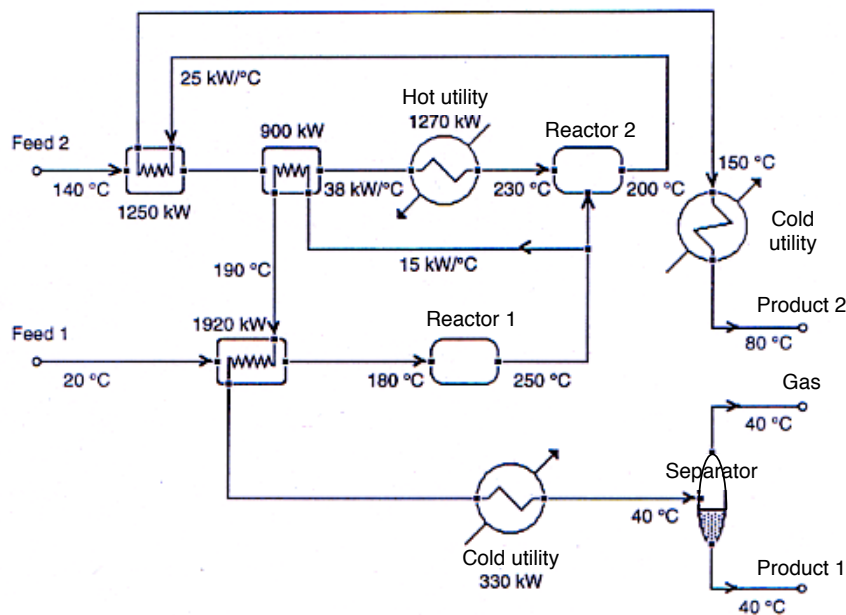 25 kW/°C
Hot utility
1270 kW
900 kW
Reactor 2
Feed 2
140 °C
1250 kW
38 kW/°C
230 °C
200 °C
150 °C
Cold
utility
15 kW/°C
190 °C
Product 2
80 °C
1920 kW
Reactor 1
Feed 1
20 °C
180 °C
250 °C
Gas
40 °C
Separator
40 °C
Cold utility
330 kW
Product 1
40 °C